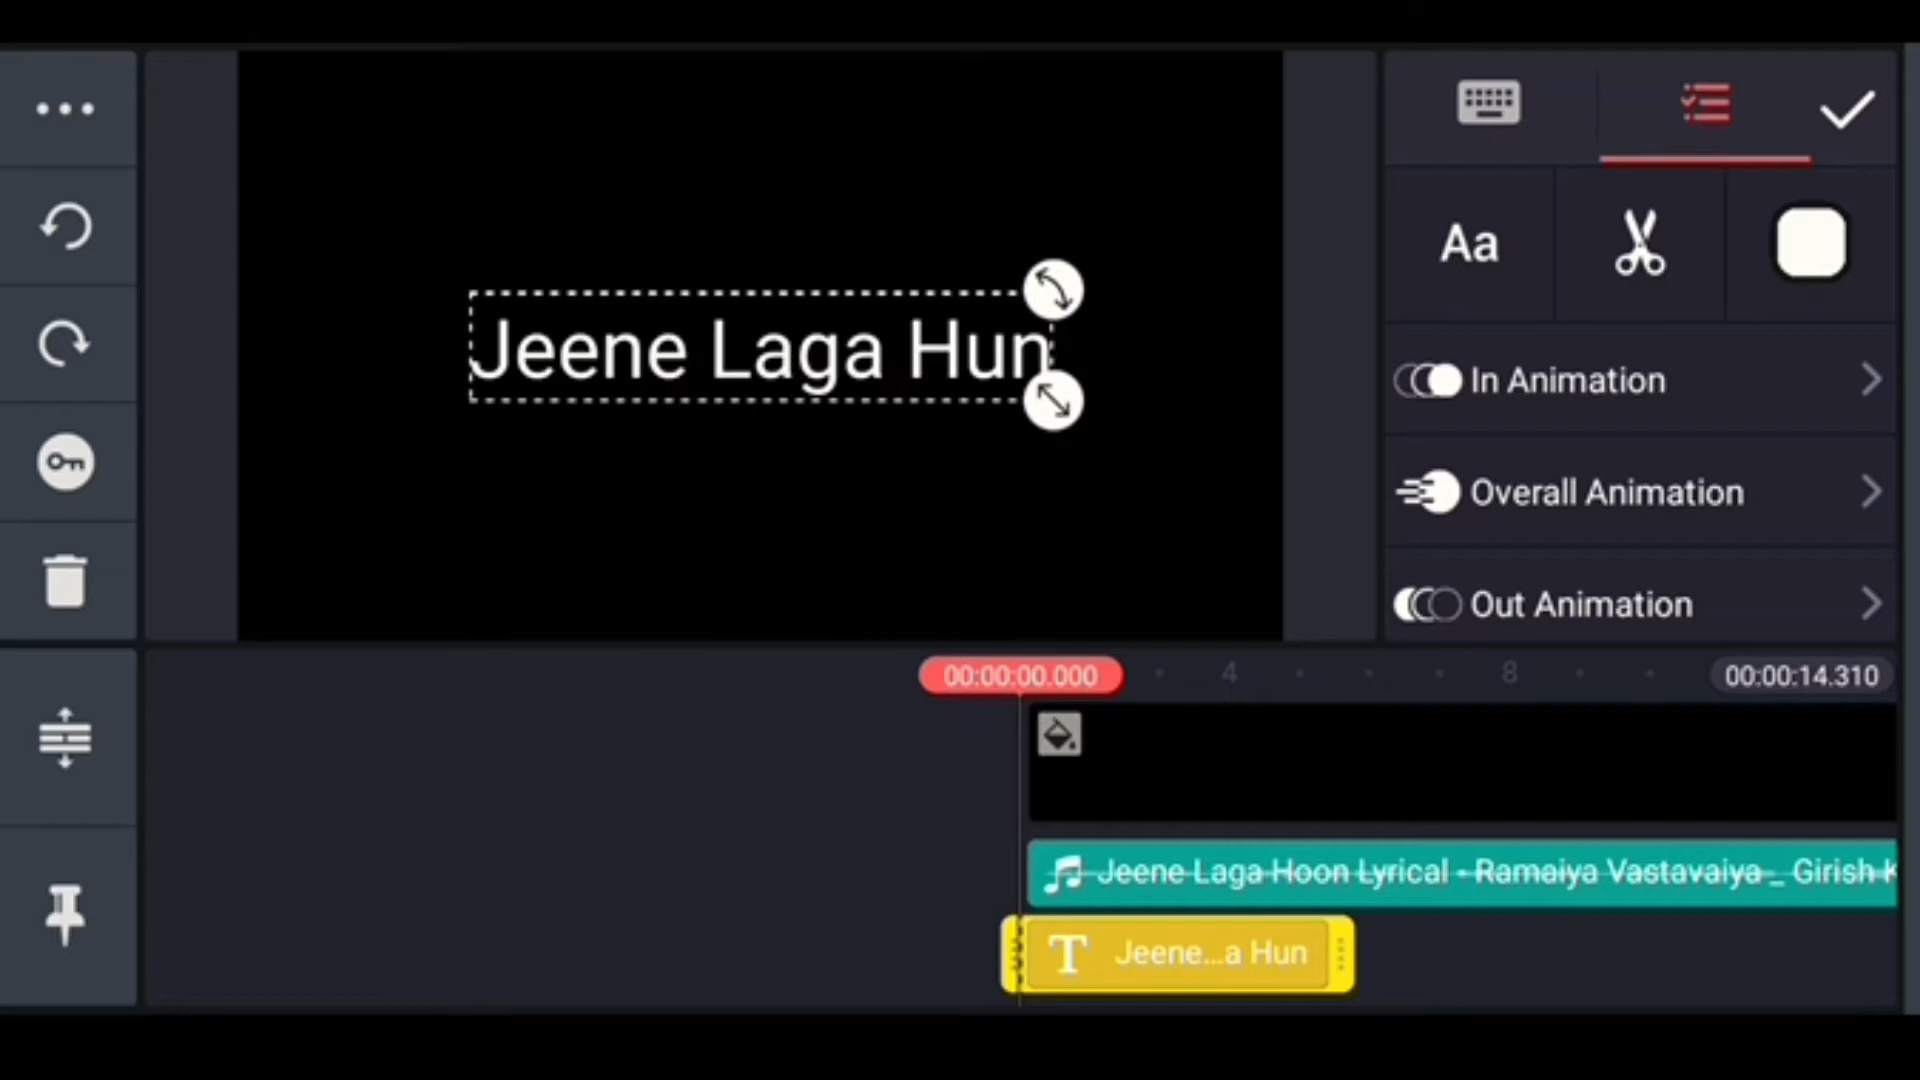 Jeene Laga Hun
Aa
In Animation
Overall Animation
Out Animation
00:00:00.000
4
8
00:00:14.310
Jeene Laga Hoon Lyrical - Ramaiya Vastavaiya _ Girish K
T
Jeene...a Hun